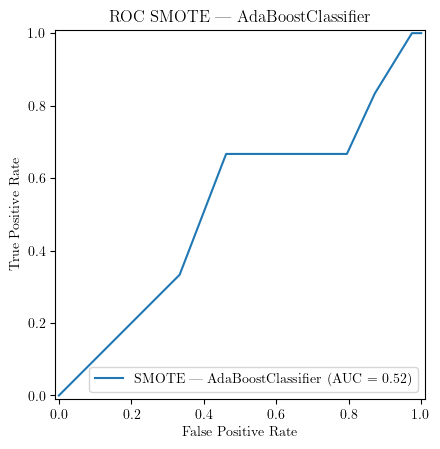 ROC SMOTE — AdaBoostClassifier
True Positive Rate
1.0
0.8
0.6
0.4
0.2
0.0
SMOTE — AdaBoostClassifier (AUC = 0.52)
0.0 0.2 0.4 0.6 0.8 1.0
False Positive Rate